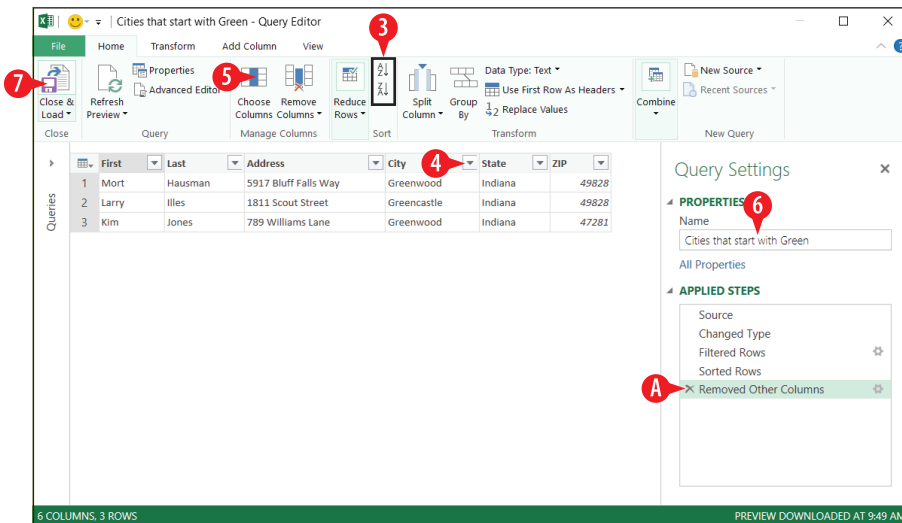 Cities that start with Green - Query Editor
3
File Home Transform Add Column View
7
5
Close & Load
Refresh Preview
Properties
Advanced Editor
Choose Columns
Remove Columns
Reduce Rows
A
Z
Z
A
Split Column
Group By
Data Type: Text
Use First Row As Headers
1 2 Replace Values
Combine
New Source
Recent Sources
Close Query Manage Columns Sort Transform New Query
Queries
First Last Address City 4 State ZIP
1 Mort Hausman 5917 Bluff Falls Way Greenwood Indiana 49828
2 Larry Illes 1811 Scout Street Greencastle Indiana 49828
3 Kim Jones 789 Williams Lane Greenwood Indiana 47281
Query Settings
PROPERTIES
6
Name
Cities that start with Green
All Properties
APPLIED STEPS
Source
Changed Type
Filtered Rows
Sorted Rows
A Removed Other Columns
6 COLUMNS, 3 ROWS PREVIEW DOWNLOADED AT 9:49 AM